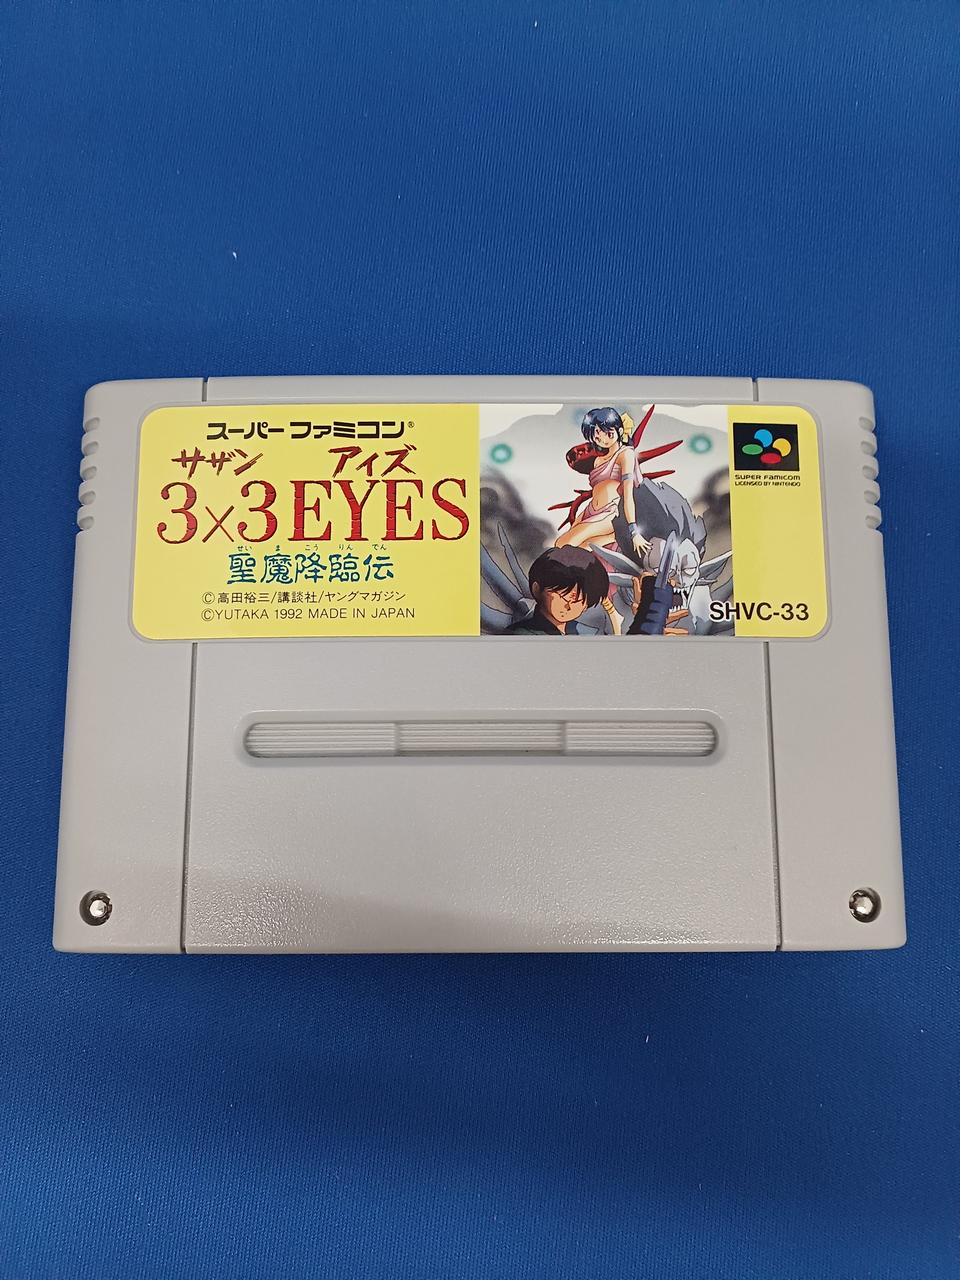 スーパーファミコン®
サザン アイズ
3×3 EYES
せい ま こう りん でん
聖魔降臨伝
©高田裕三/講談社/ヤングマガジン
©YUTAKA 1992 MADE IN JAPAN
SUPER FAMICOM
LICENSED BY NINTENDO
SHVC-33